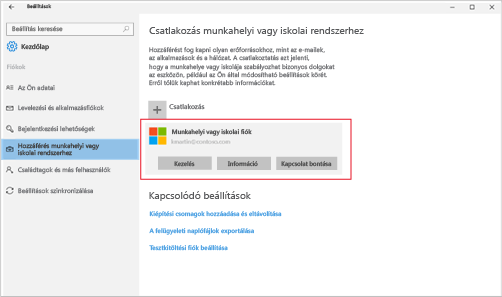 Beállítások
Beállítás keresése
Kezdőlap
Fiókok
Az Ön adatai
Levelezési és alkalmazásfiókok
Bejelentkezési lehetőségek
Hozzáférés munkahelyi vagy
iskolai rendszerhez
Családtagok és más felhasználók
Beállítások szinkronizálása
Csatlakozás munkahelyi vagy iskolai rendszerhez
Hozzáférést fog kapni olyan erőforrásokhoz, mint az e-mailek,
az alkalmazások és a hálózat. A csatlakoztatás azt jelenti,
hogy a munkahelye vagy iskolája szabályozhat bizonyos dolgokat
az eszközön, például az Ön által módosítható beállítások körét.
Erről tőlük kaphat konkrétabb információkat.
Csatlakozás
Munkahelyi vagy iskolai fiók
Kezelés
Információ
Kapcsolat bontása
Kapcsolódó beállítások
Kiépítési csomagok hozzáadása és eltávolítása
A felügyeleti naplófájlok exportálása
Tesztkitöltési fiók beállítása